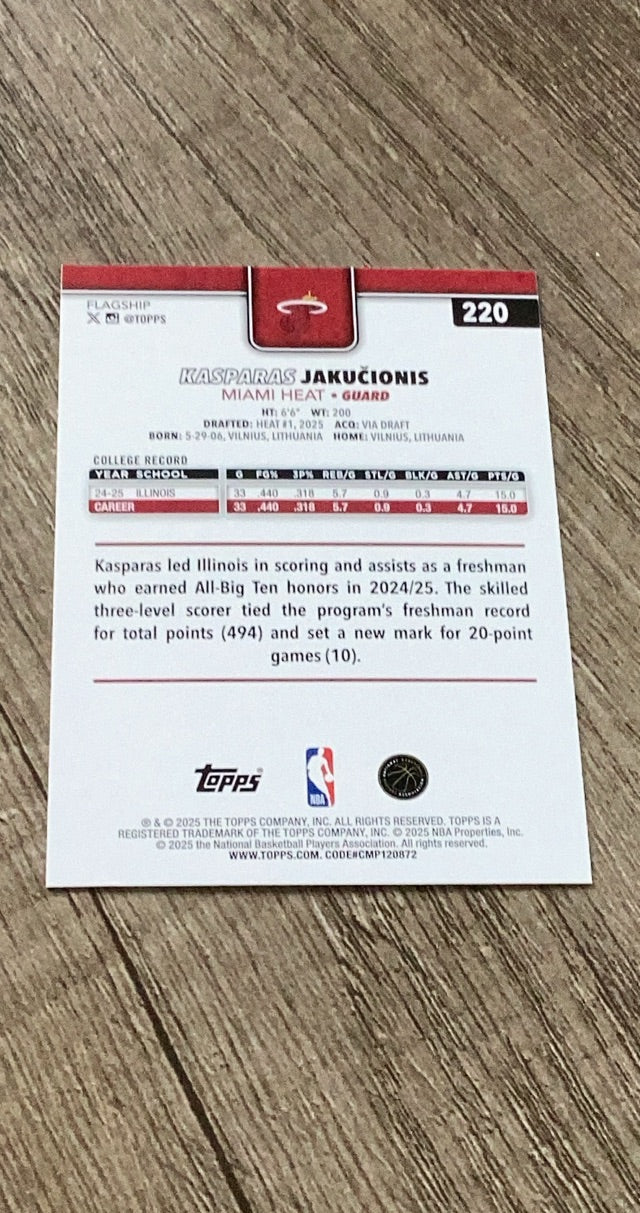 FLAGSHIP
@TOPPS
220
KASPARAS JAKUČIONIS
MIAMI HEAT • GUARD
HT: 6'6" WT: 200
DRAFTED: HEAT #1, 2025 ACQ: VIA DRAFT
BORN: 5-29-06, VILNIUS, LITHUANIA HOME: VILNIUS, LITHUANIA
COLLEGE RECORD
YEAR SCHOOL G FG% 3P% REB/G STL/G BLK/G AST/G PTS/G
24-25 ILLINOIS 33 .440 .318 5.7 0.9 0.3 4.7 15.0
CAREER 33 .440 .318 5.7 0.9 0.3 4.7 15.0
Kasparas led Illinois in scoring and assists as a freshman
who earned All-Big Ten honors in 2024/25. The skilled
three-level scorer tied the program's freshman record
for total points (494) and set a new mark for 20-point
games (10).
Topps®
NBA
® & © 2025 THE TOPPS COMPANY, INC. ALL RIGHTS RESERVED. TOPPS IS A
REGISTERED TRADEMARK OF THE TOPPS COMPANY, INC. © 2025 NBA Properties, Inc.
© 2025 the National Basketball Players Association. All rights reserved.
WWW.TOPPS.COM. CODE#CMP120872